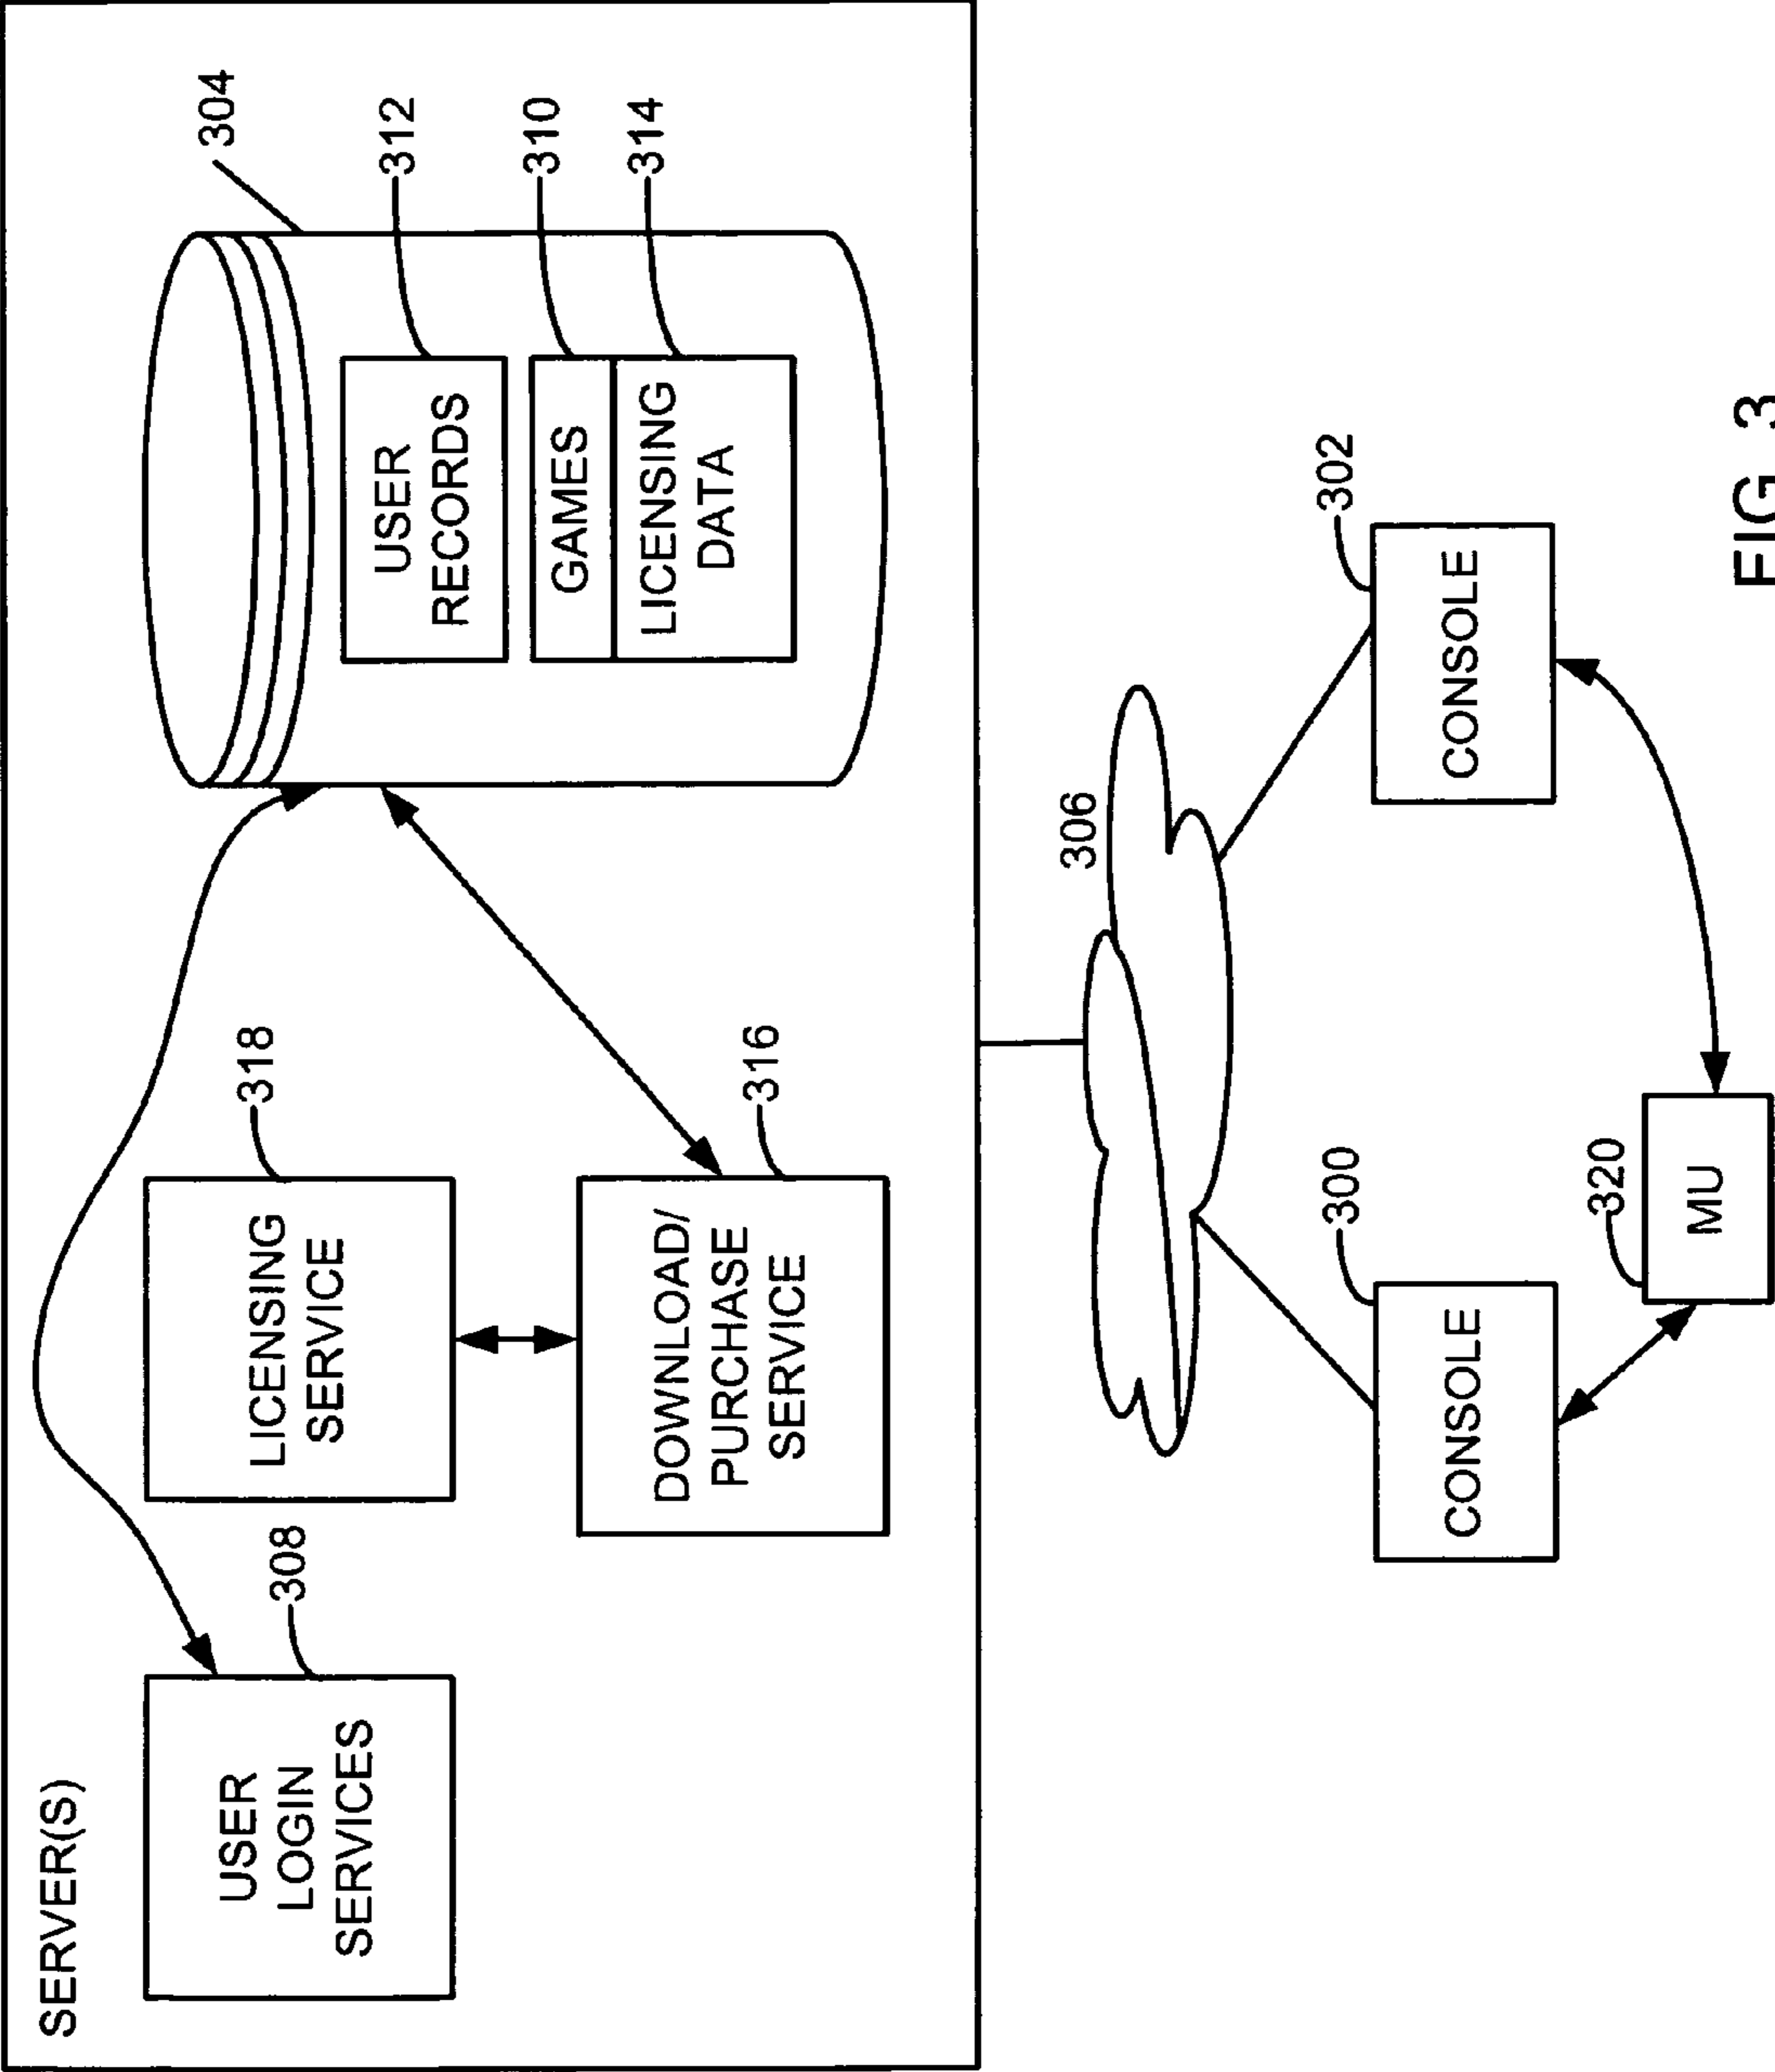 SERVER(S)
304
318
312
308
USER
LOGIN
SERVICES
LICENSING
SERVICE
USER
RECORDS
310
GAMES
314
LICENSING
DATA
316
DOWNLOAD/
PURCHASE
SERVICE
306
300
302
CONSOLE
CONSOLE
320
MU
FIG. 3